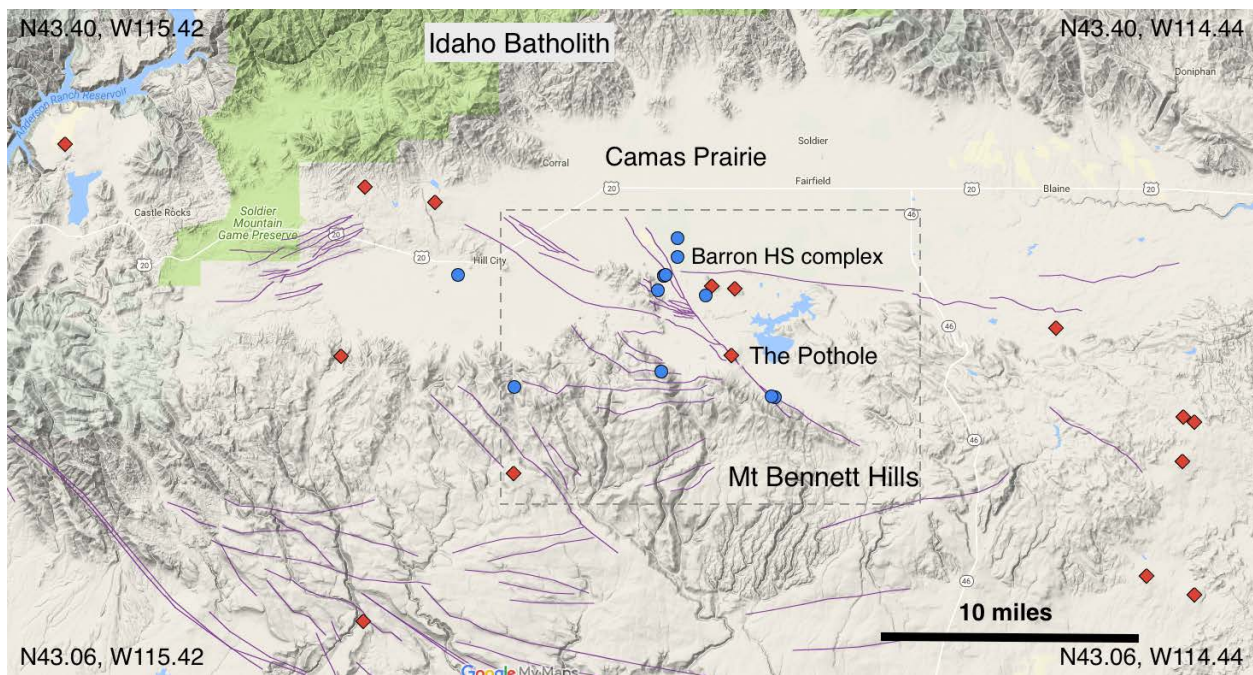 N43.40, W115.42
Idaho Batholith
N43.40, W114.44
Doniphan
Anderson Ranch Reservoir
Soldier
Corral
Camas Prairie
Fairfield
20
20
Blaine
20
Castle Rocks
Soldier
Mountain
Game Preserve
46
20
20
20
Hill City
Barron HS complex
46
The Pothole
46
Mt Bennett Hills
46
10 miles
N43.06, W115.42
Google My Maps
N43.06, W114.44